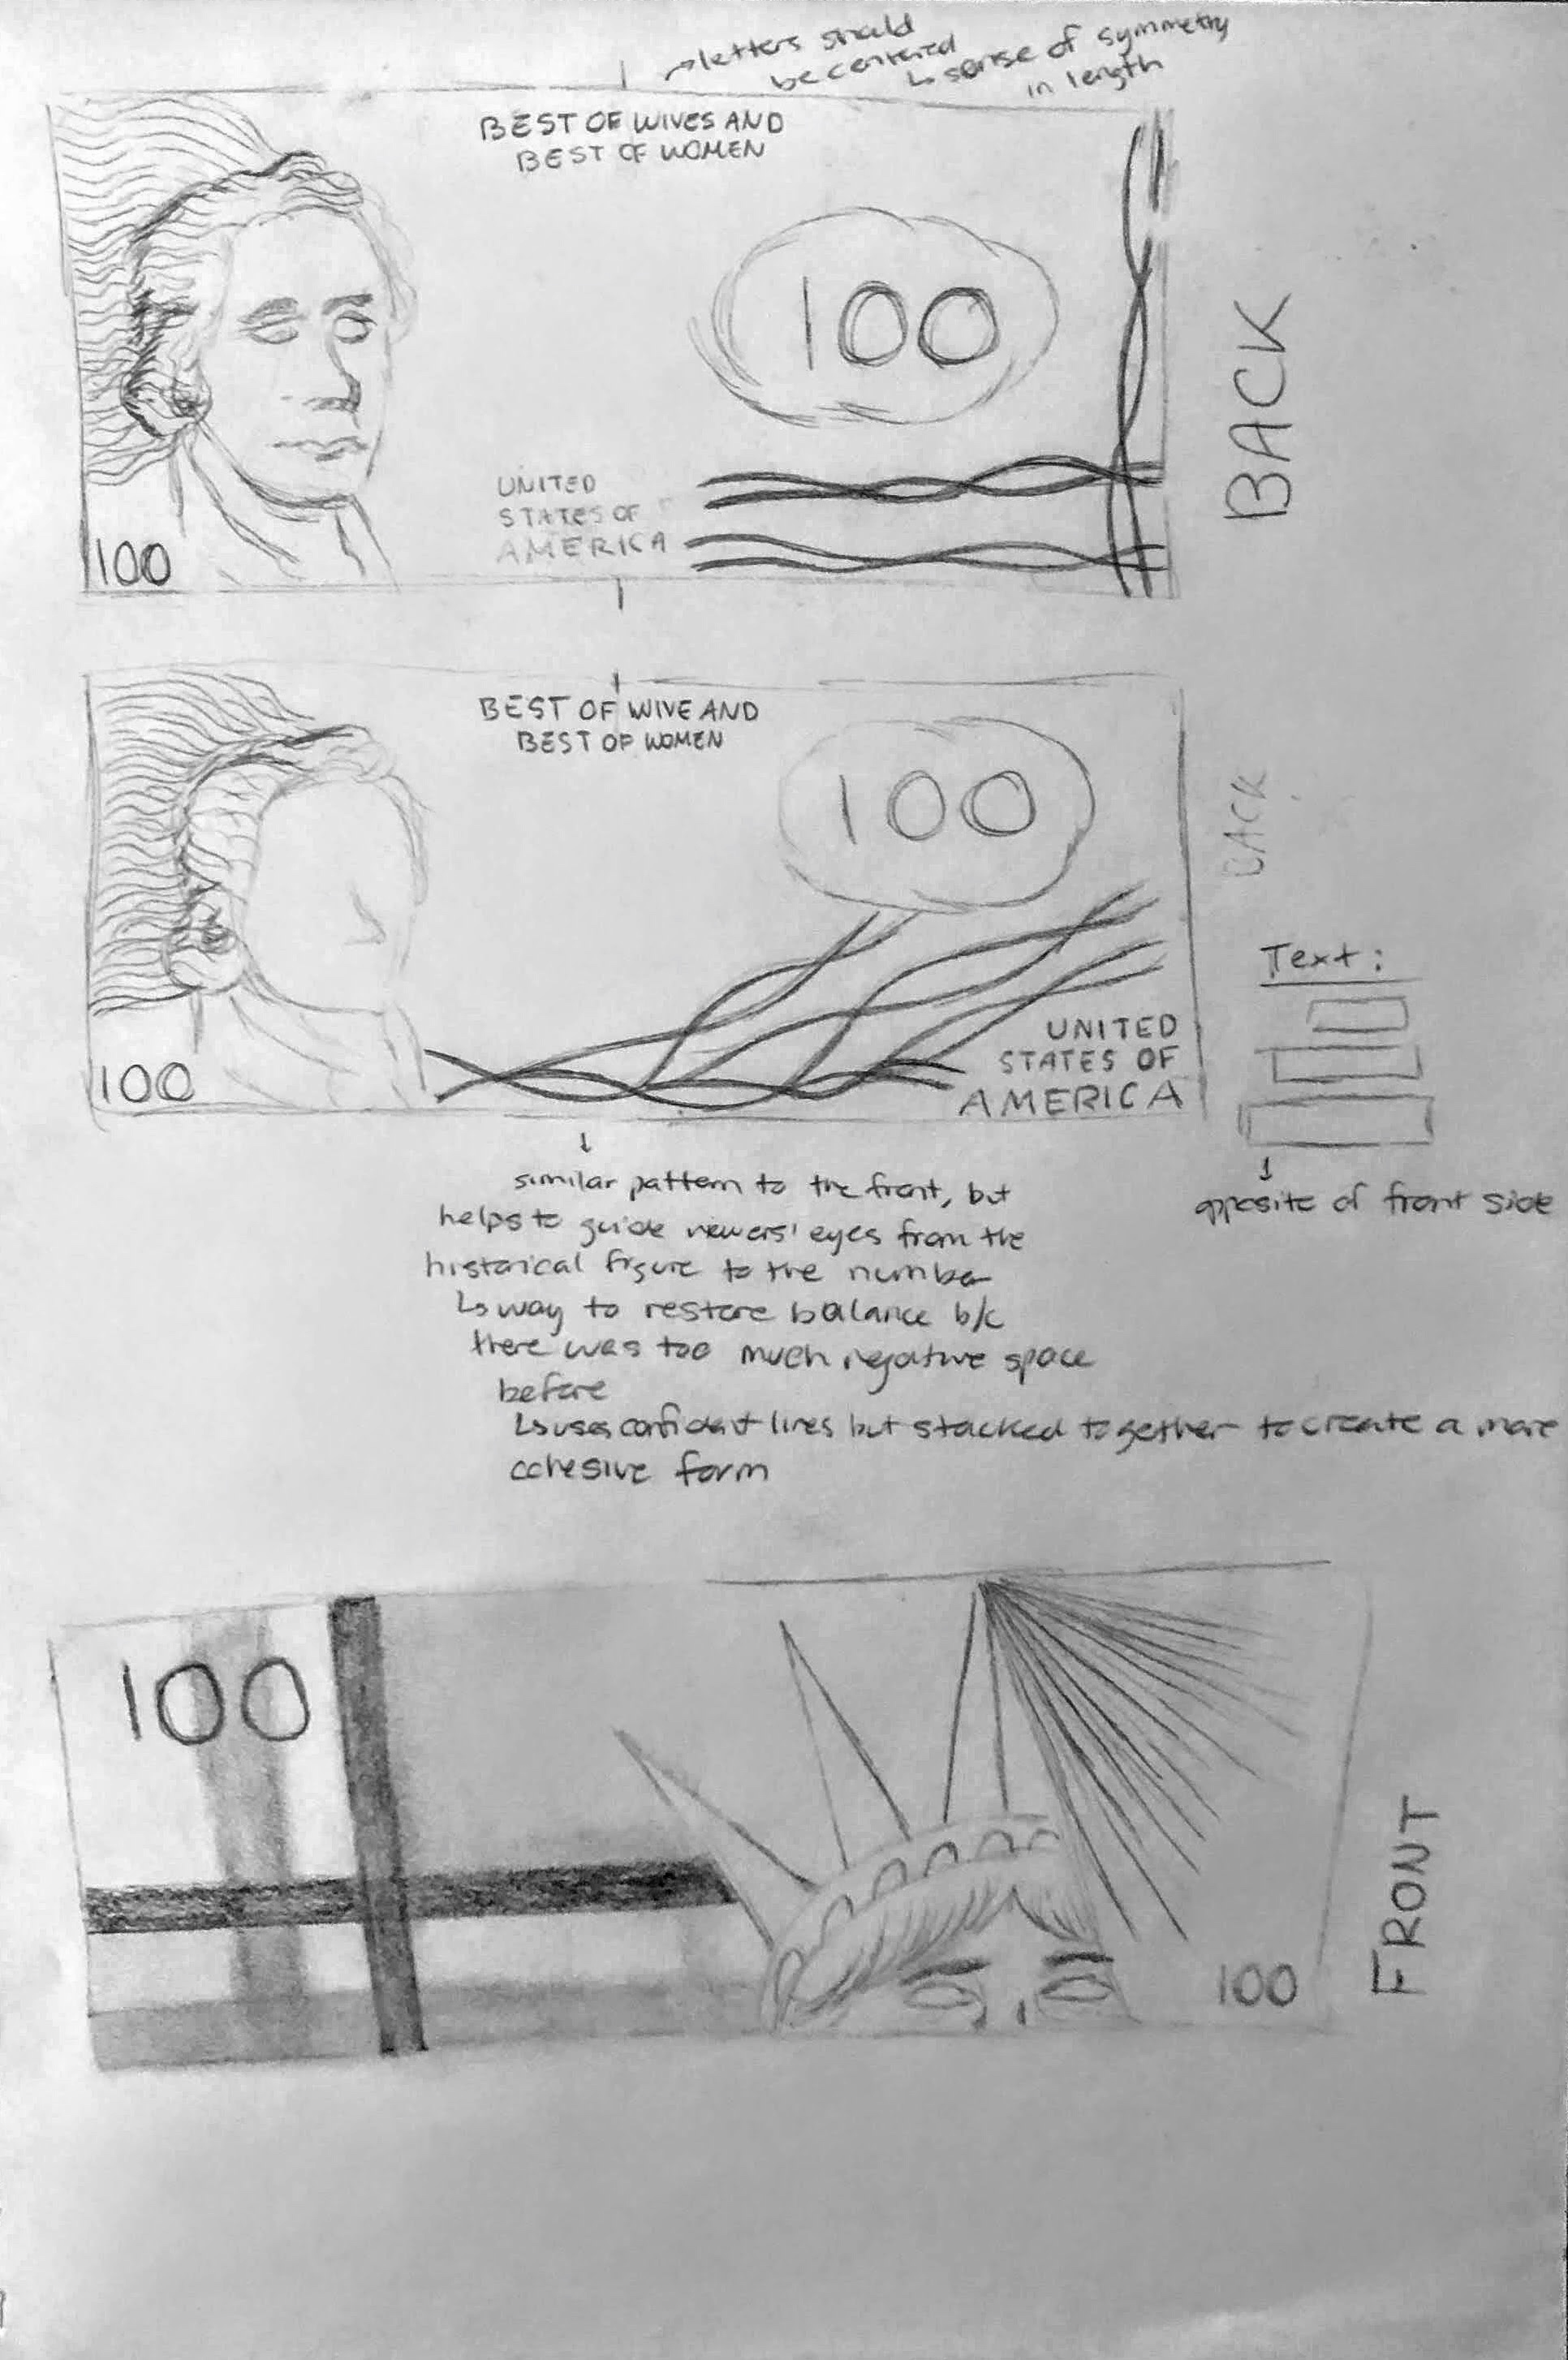 →letters should
be centered
↳ sense of symmetry
in length
BEST OF WIVES AND
BEST OF WOMEN
100
UNITED
STATES OF
AMERICA
100
BACK
BEST OF WIVE AND
BEST OF WOMEN
100
BACK
UNITED
STATES OF
AMERICA
100
Text:
↓
opposite of front side
↓
similar pattern to the front, but
helps to guide viewers' eyes from the
historical figure to the number
↳ way to restore balance b/c
there was too much negative space
before
↳ uses confident lines but stacked together to create a more
cohesive form
100
100
FRONT